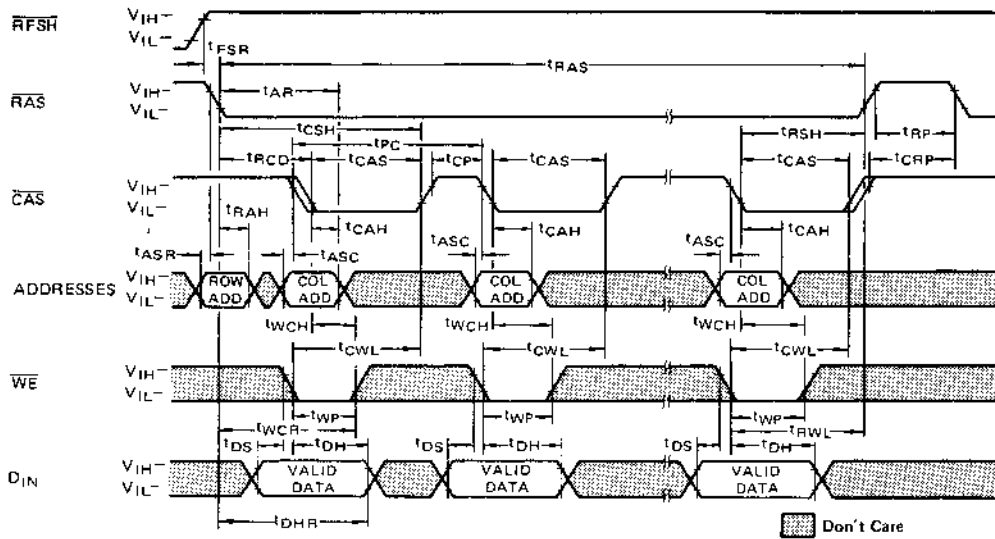 RFSH VIH– VIL–
tFSR tRAS
RAS VIH– VIL– tAR
tCSH tRSH tRP
tPC
tRCD tCAS tCP tCAS tCAS tCRP
CAS VIH– VIL–
tRAH tCAH tCAH tCAH
tASR tASC tASC tASC
ADDRESSES VIH– VIL– ROW ADD COL ADD COL ADD COL ADD
tWCH tWCH tWCH
tCWL tCWL tCWL
WE VIH– VIL–
tWP tWP tWP
tWCR tRWL
tDS tDH tDS tDH tDS tDH
DIN VIH– VIL– VALID DATA VALID DATA VALID DATA
tDHR
Don't Care